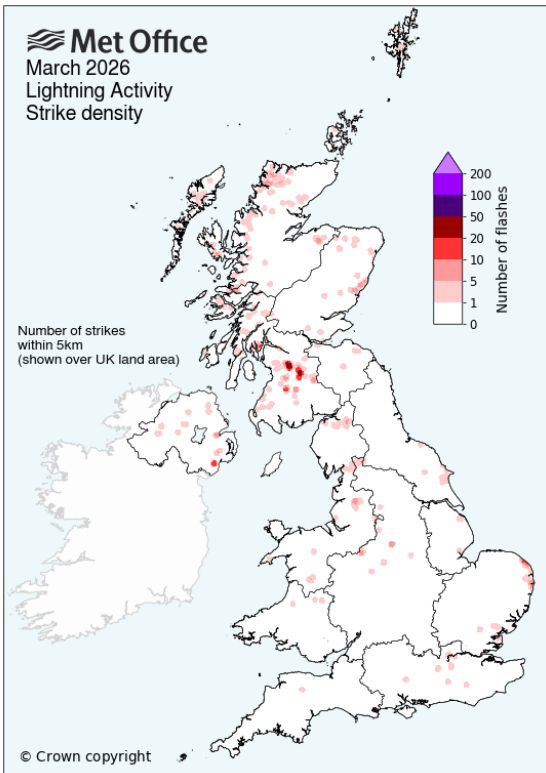 Met Office
March 2026
Lightning Activity
Strike density
200
100
50
20
10
5
1
0
Number of flashes
Number of strikes
within 5km
(shown over UK land area)
© Crown copyright